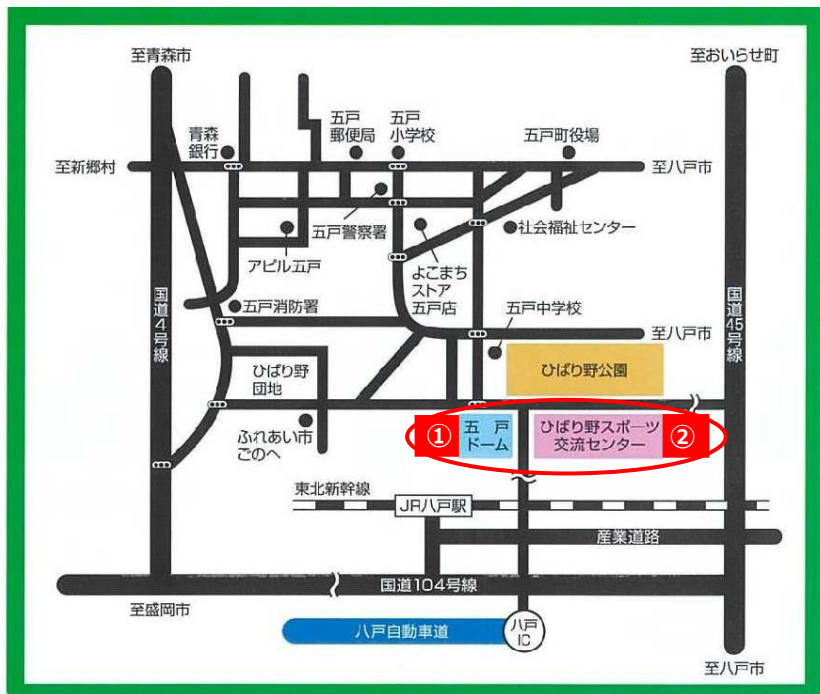 至青森市
至おいらせ町
青森
銀行
五戸
郵便局
五戸
小学校
五戸町役場
至新郷村
至八戸市
五戸警察署
アピル五戸
よこまち
ストア
五戸店
社会福祉センター
国道4号線
国道45号線
五戸消防署
五戸中学校
至八戸市
ひばり野
団地
ひばり野公園
ふれあい市
ごのへ
①
五戸
ドーム
ひばり野スポーツ
交流センター
②
東北新幹線
JR八戸駅
産業道路
国道104号線
至盛岡市
八戸自動車道
八戸
IC
至八戸市